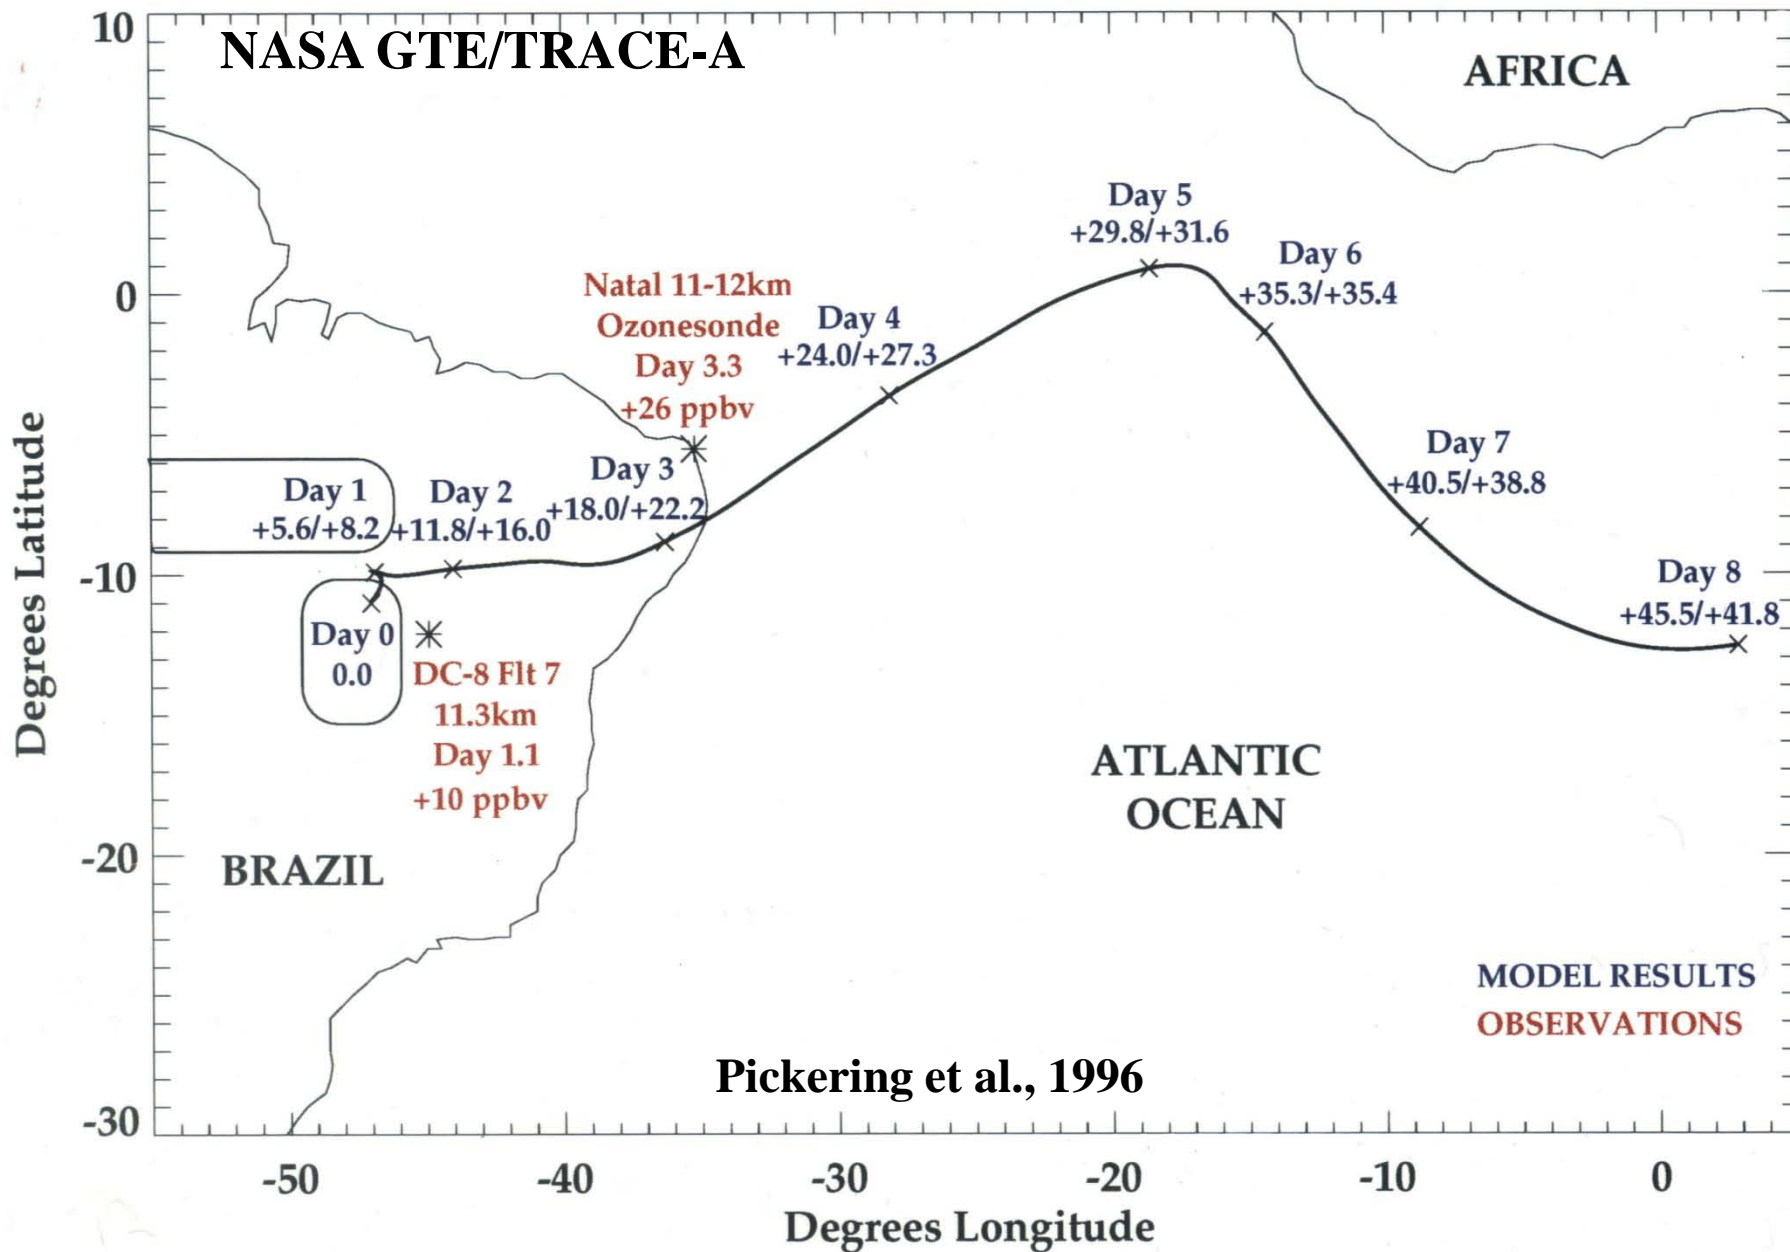 NASA GTE/TRACE-A
AFRICA
Day 5
+29.8/+31.6
Day 6
+35.3/+35.4
Natal 11-12km
Ozonesonde
Day 3.3
+26 ppbv
Day 4
+24.0/+27.3
Day 1
+5.6/+8.2
Day 2
+11.8/+16.0
Day 3
+18.0/+22.2
Day 7
+40.5/+38.8
Day 8
+45.5/+41.8
Day 0
0.0
DC-8 Flt 7
11.3km
Day 1.1
+10 ppbv
ATLANTIC
OCEAN
BRAZIL
MODEL RESULTS
OBSERVATIONS
Pickering et al., 1996
10
0
-10
-20
-30
Degrees Latitude
-50 -40 -30 -20 -10 0
Degrees Longitude